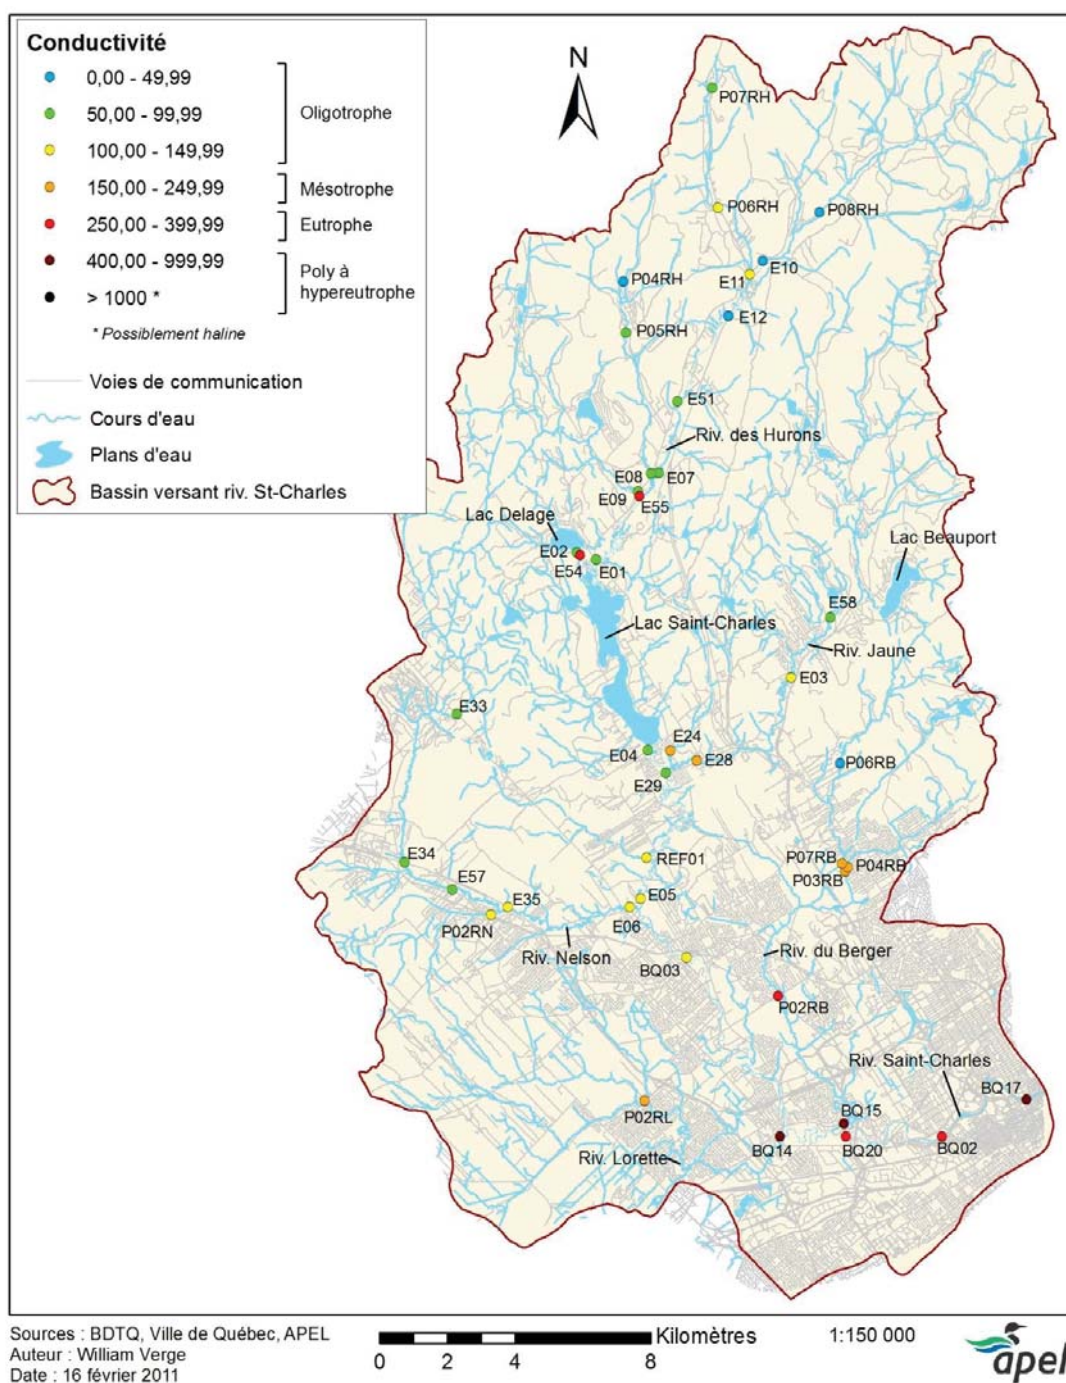 Conductivité
0,00 - 49,99
50,00 - 99,99
Oligotrophe
100,00 - 149,99
150,00 - 249,99
Mésotrophe
250,00 - 399,99
Eutrophe
400,00 - 999,99
Poly à
hypereutrophe
> 1000 *
* Possiblement haline
Voies de communication
Cours d'eau
Plans d'eau
Bassin versant riv. St-Charles
N
P07RH
P06RH
P08RH
E10
E11
P04RH
E12
P05RH
E51
Riv. des Hurons
E08
E07
E09
E55
Lac Delage
Lac Beauport
E02
E54
E01
E58
Lac Saint-Charles
Riv. Jaune
E03
E33
E24
E04
E28
P06RB
E29
E34
REF01
P07RB
P04RB
P03RB
E57
E35
E05
P02RN
E06
Riv. Nelson
Riv. du Berger
BQ03
P02RB
Riv. Saint-Charles
BQ17
P02RL
BQ15
BQ14
BQ20
BQ02
Riv. Lorette
Sources : BDTQ, Ville de Québec, APEL
Auteur : William Verge
Date : 16 février 2011
Kilomètres
0 2 4 8
1:150 000
apel